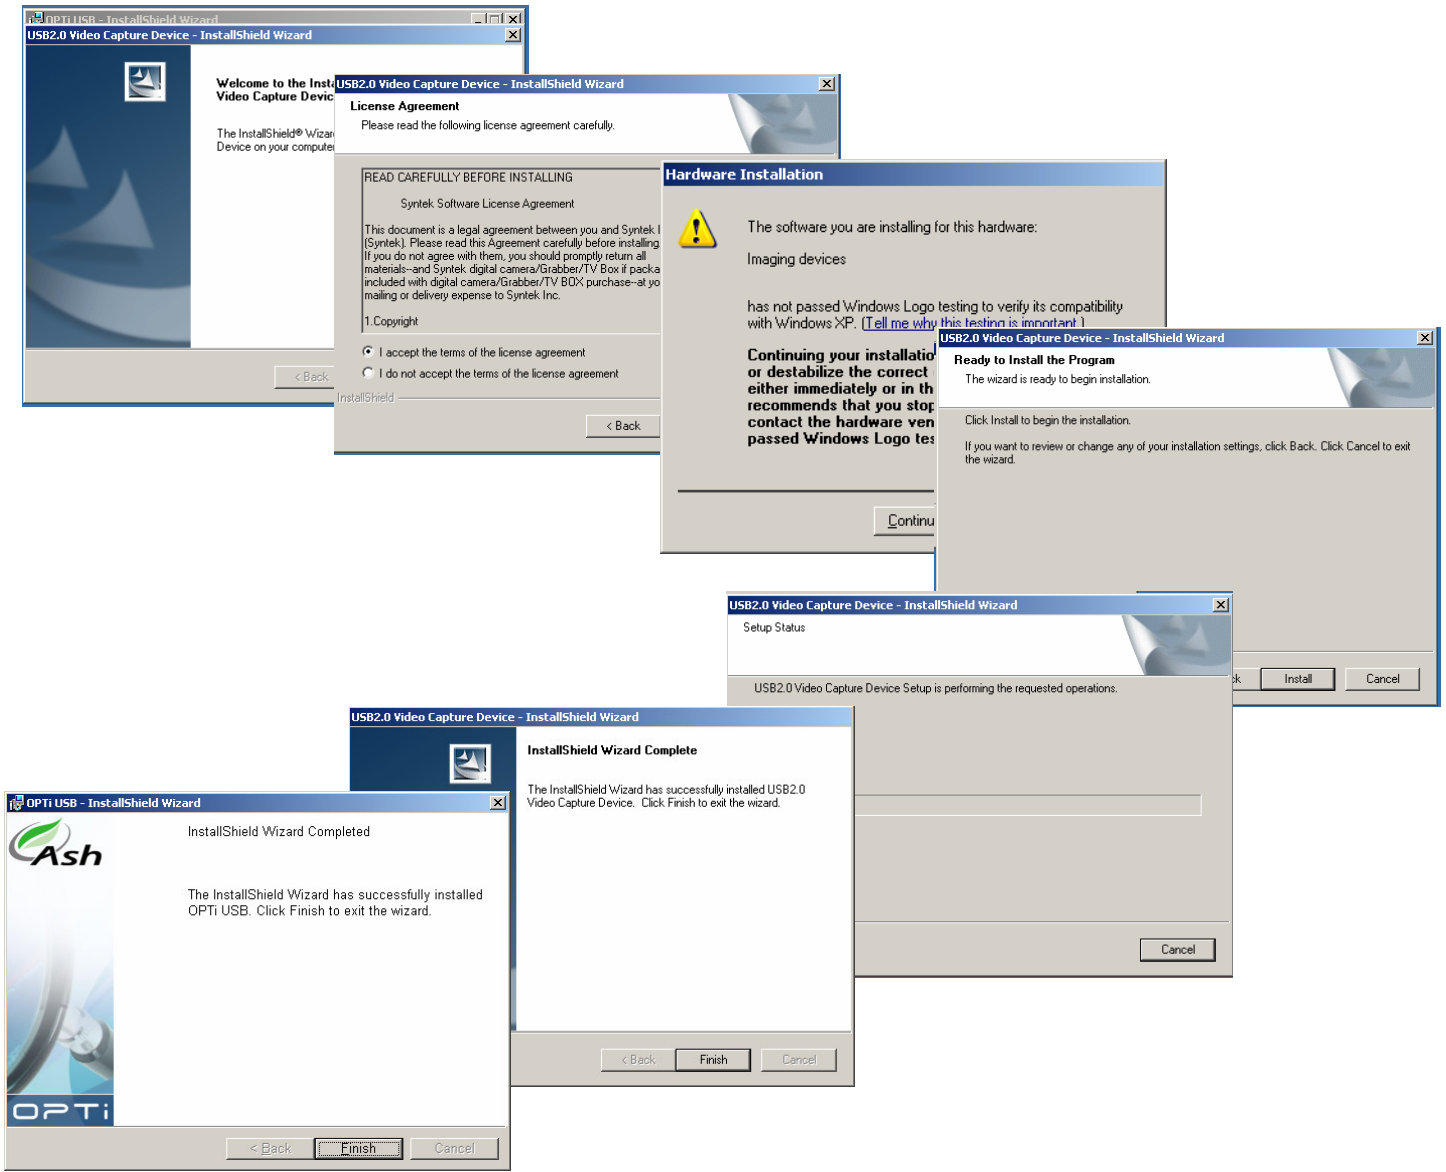 OPTi USB - InstallShield Wizard
USB2.0 Video Capture Device - InstallShield Wizard
Welcome to the
Video Capture
The InstallShield®
Device on your
< Back
USB2.0 Video Capture Device - InstallShield Wizard
License Agreement
Please read the following license agreement carefully.
READ CAREFULLY BEFORE INSTALLING
Syntek Software License Agreement
This document is a legal agreement between you and Syntek
(Syntek). Please read this Agreement carefully before installing
If you do not agree with them, you should promptly return all
materials--and Syntek digital camera/Grabber/TV Box if
included with digital camera/Grabber/TV BOX purchase--at
mailing or delivery expense to Syntek Inc.
1.Copyright
I accept the terms of the license agreement
I do not accept the terms of the license agreement
InstallShield
< Back
Hardware Installation
The software you are installing for this hardware:
Imaging devices
has not passed Windows Logo testing to verify its compatibility
with Windows XP. (Tell me why this testing is important.)
Continuing your
or destabilize the correct
either immediately or in
recommends that you
contact the hardware
passed Windows Logo
USB2.0 Video Capture Device - InstallShield Wizard
Ready to Install the Program
The wizard is ready to begin installation.
Click Install to begin the installation.
If you want to review or change any of your installation settings, click Back. Click Cancel to exit
the wizard.
Install
Cancel
USB2.0 Video Capture Device - InstallShield Wizard
Setup Status
USB2.0 Video Capture Device Setup is performing the requested operations.
Cancel
USB2.0 Video Capture Device - InstallShield Wizard
InstallShield Wizard Complete
The InstallShield Wizard has successfully installed USB2.0
Video Capture Device. Click Finish to exit the wizard.
< Back
Finish
Cancel
OPTi USB - InstallShield Wizard
Ash
InstallShield Wizard Completed
The InstallShield Wizard has successfully installed
OPTi USB. Click Finish to exit the wizard.
OPTi
< Back
Finish
Cancel